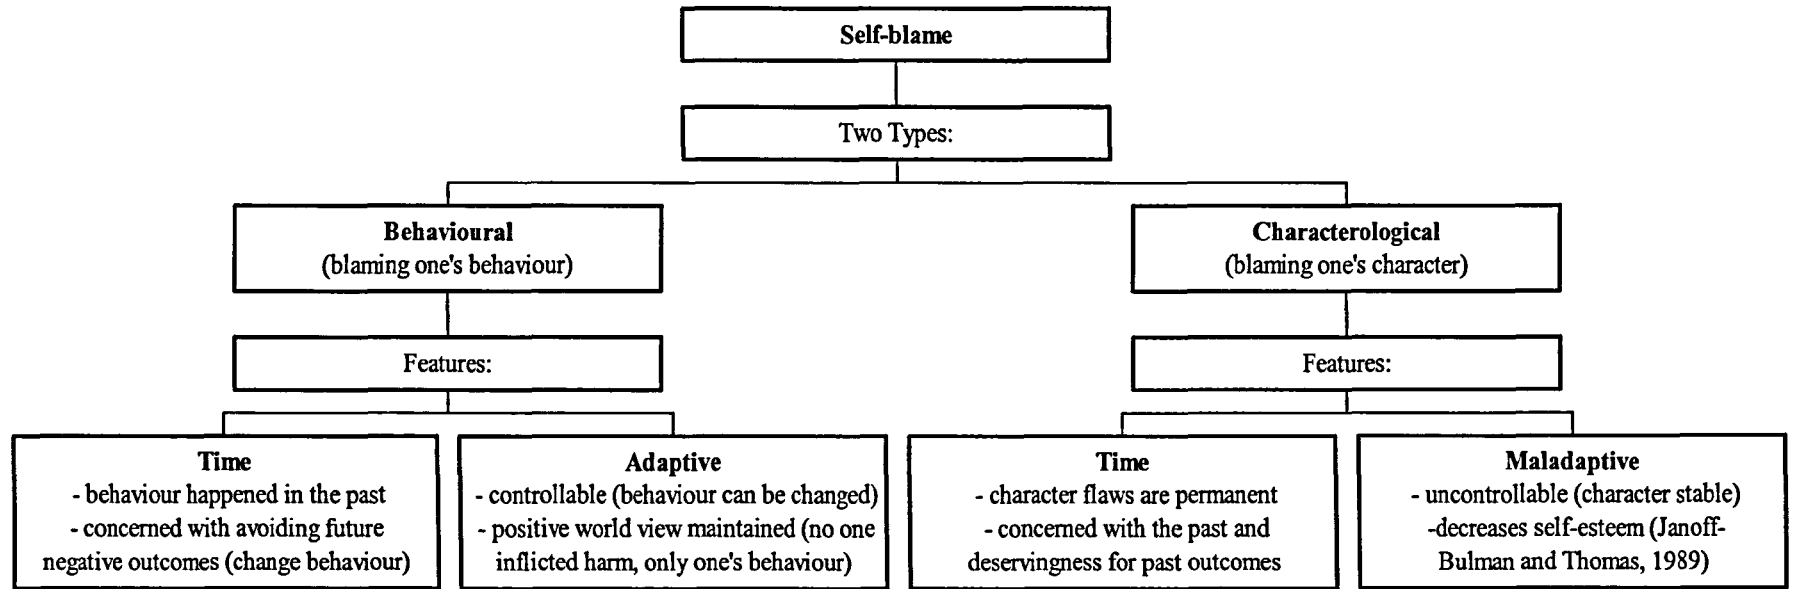 Self-blame
Two Types:
Behavioural
(blaming one's behaviour)
Characterological
(blaming one's character)
Features:
Features:
Time
- behaviour happened in the past
- concerned with avoiding future
negative outcomes (change behaviour)
Adaptive
- controllable (behaviour can be changed)
- positive world view maintained (no one
inflicted harm, only one's behaviour)
Time
- character flaws are permanent
- concerned with the past and
deservingness for past outcomes
Maladaptive
- uncontrollable (character stable)
-decreases self-esteem (Janoff-
Bulman and Thomas, 1989)